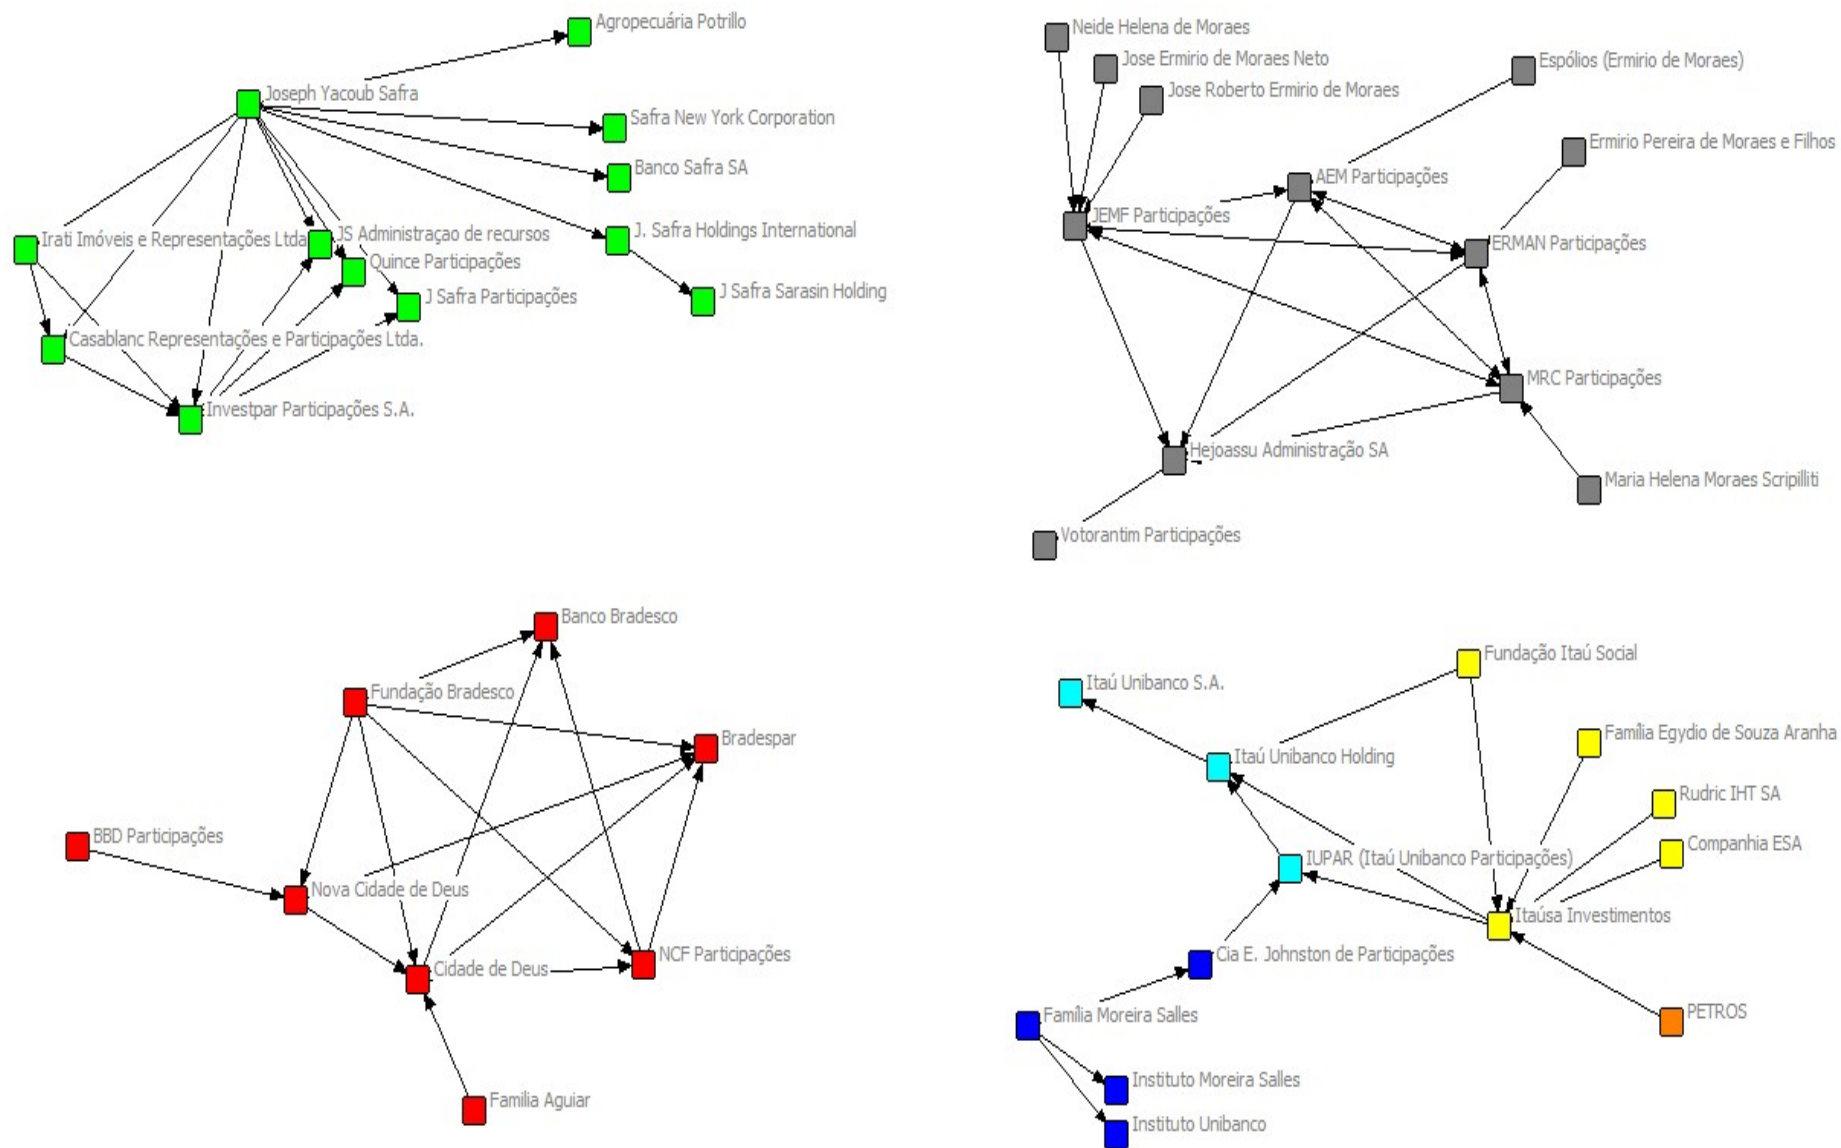 Agropecuária Potrillo
Joseph Yacoub Safra
Safra New York Corporation
Banco Safra SA
Irati Imóveis e Representações Ltda
JS Administraçao de recursos
J. Safra Holdings International
Quince Participações
J Safra Participações
J Safra Sarasin Holding
Casablanc Representações e Participações Ltda.
Investpar Participações S.A.
Neide Helena de Moraes
Jose Ermirio de Moraes Neto
Espólios (Ermirio de Moraes)
Jose Roberto Ermirio de Moraes
Ermirio Pereira de Moraes e Filhos
AEM Participações
JEMF Participações
ERMAN Participações
MRC Participações
Hejoassu Administração SA
Maria Helena Moraes Scripilliti
Votorantim Participações
Banco Bradesco
Fundação Bradesco
Bradespar
BBD Participações
Nova Cidade de Deus
NCF Participações
Cidade de Deus
Familia Aguiar
Fundação Itaú Social
Itaú Unibanco S.A.
Família Egydio de Souza Aranha
Itaú Unibanco Holding
Rudric IHT SA
Companhia ESA
IUPAR (Itaú Unibanco Participações)
Itaúsa Investimentos
Cia E. Johnston de Participações
PETROS
Família Moreira Salles
Instituto Moreira Salles
Instituto Unibanco